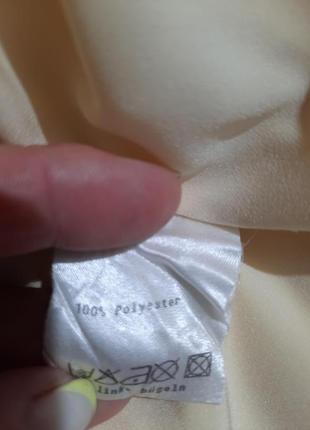 100% Polyester
links bügeln